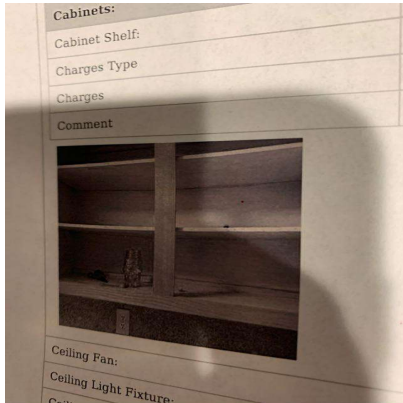 Cabinets:
Cabinet Shelf:
Charges Type
Charges
Comment
Ceiling Fan:
Ceiling Light Fixture: